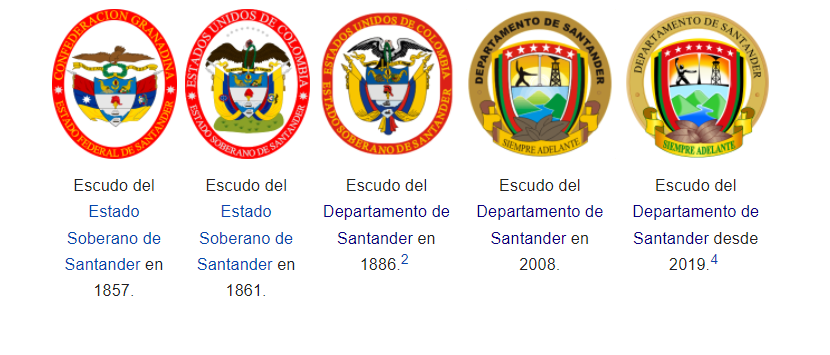 CONFEDERACION GRANADINA
ESTADO FEDERAL DE SANTANDER
ESTADOS UNIDOS DE COLOMBIA
ESTADO SOBERANO DE SANTANDER
ESTADOS UNIDOS DE COLOMBIA
ESTADO SOBERANO DE SANTANDER
DEPARTAMENTO DE SANTANDER
SIEMPRE ADELANTE
DEPARTAMENTO DE SANTANDER
SIEMPRE ADELANTE
Escudo del
Estado
Soberano de
Santander en
1857.
Escudo del
Estado
Soberano de
Santander en
1861.
Escudo del
Departamento de
Santander en
1886.2
Escudo del
Departamento de
Santander en
2008.
Escudo del
Departamento de
Santander desde
2019.4